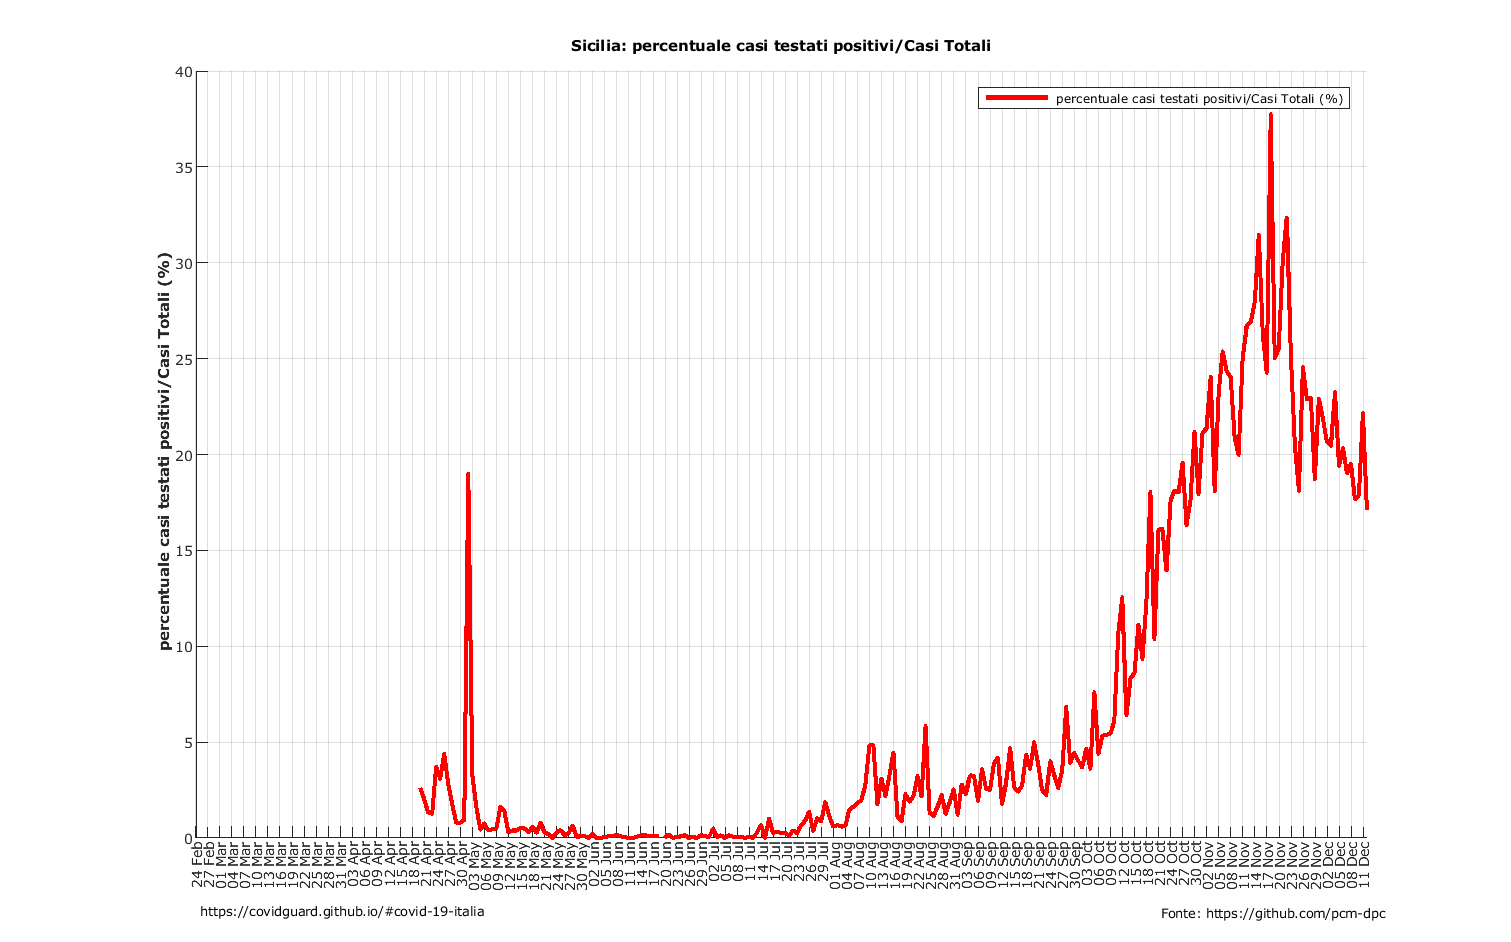 Sicilia: percentuale casi testati positivi/Casi Totali
percentuale casi testati positivi/Casi Totali (%)
percentuale casi testati positivi/Casi Totali (%)
40
35
30
25
20
15
10
5
0
24 Feb
27 Feb
01 Mar
04 Mar
07 Mar
10 Mar
13 Mar
16 Mar
19 Mar
22 Mar
25 Mar
28 Mar
31 Mar
03 Apr
06 Apr
09 Apr
12 Apr
15 Apr
18 Apr
21 Apr
24 Apr
27 Apr
30 Apr
03 May
06 May
09 May
12 May
15 May
18 May
21 May
24 May
27 May
30 May
02 Jun
05 Jun
08 Jun
11 Jun
14 Jun
17 Jun
20 Jun
23 Jun
26 Jun
29 Jun
02 Jul
05 Jul
08 Jul
11 Jul
14 Jul
17 Jul
20 Jul
23 Jul
26 Jul
29 Jul
01 Aug
04 Aug
07 Aug
10 Aug
13 Aug
16 Aug
19 Aug
22 Aug
25 Aug
28 Aug
31 Aug
03 Sep
06 Sep
09 Sep
12 Sep
15 Sep
18 Sep
21 Sep
24 Sep
27 Sep
30 Sep
03 Oct
06 Oct
09 Oct
12 Oct
15 Oct
18 Oct
21 Oct
24 Oct
27 Oct
30 Oct
02 Nov
05 Nov
08 Nov
11 Nov
14 Nov
17 Nov
20 Nov
23 Nov
26 Nov
29 Nov
02 Dec
05 Dec
08 Dec
11 Dec
https://covidguard.github.io/#covid-19-italia
Fonte: https://github.com/pcm-dpc